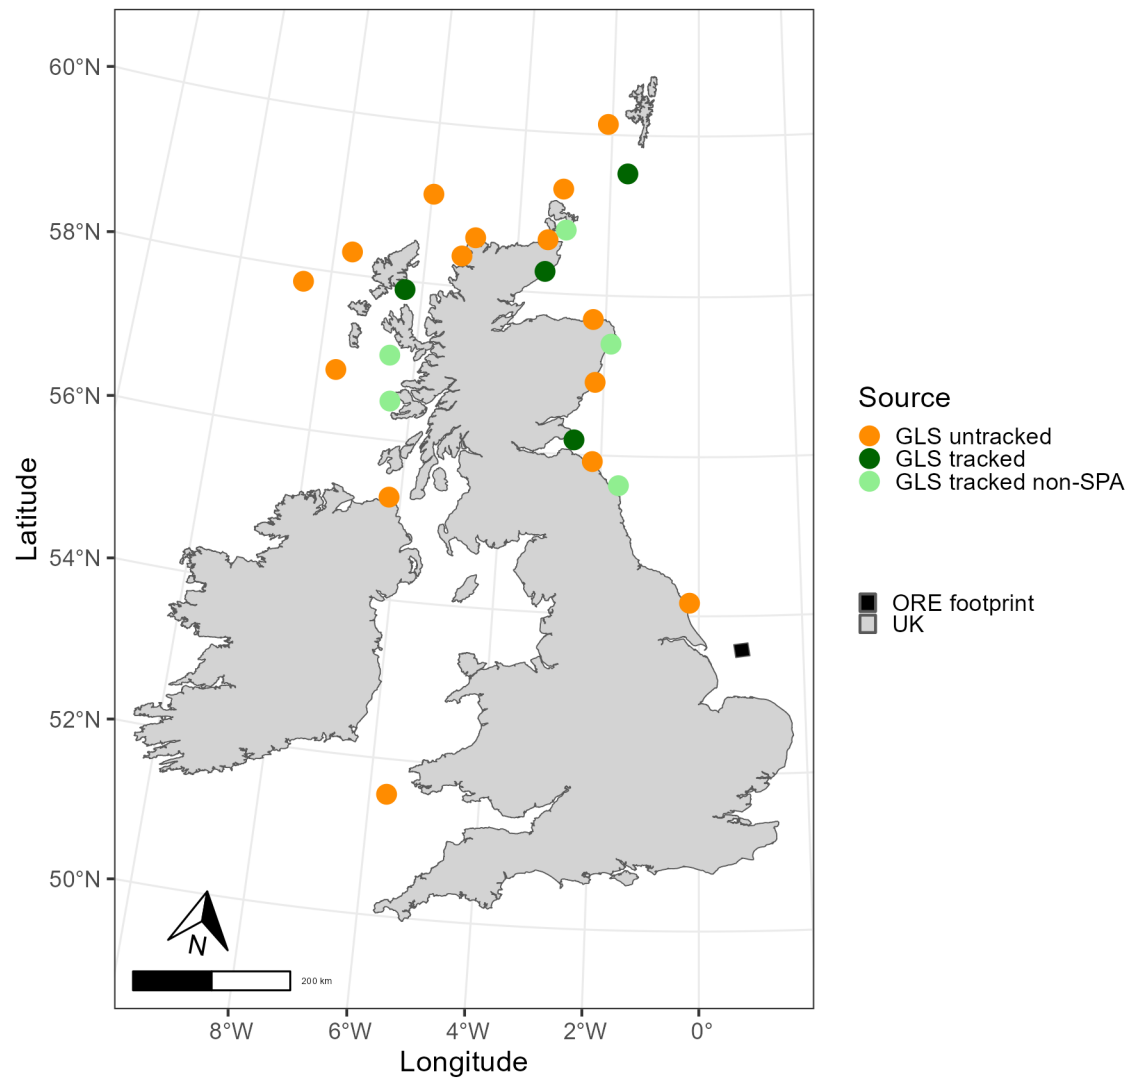 60°N
58°N
56°N
54°N
52°N
50°N
Latitude
N
200 km
8°W
6°W
4°W
2°W
0°
Longitude
Source
GLS untracked
GLS tracked
GLS tracked non-SPA
ORE footprint
UK